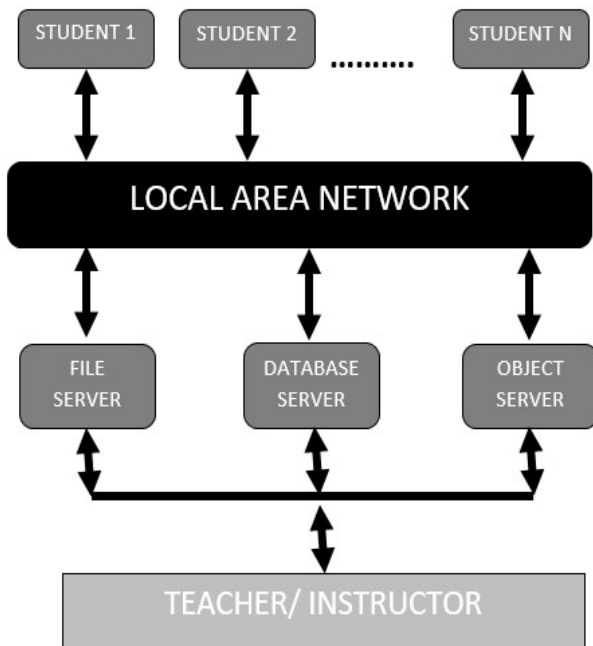 STUDENT 1
STUDENT 2
..........
STUDENT N
LOCAL AREA NETWORK
FILE
SERVER
DATABASE
SERVER
OBJECT
SERVER
TEACHER/ INSTRUCTOR